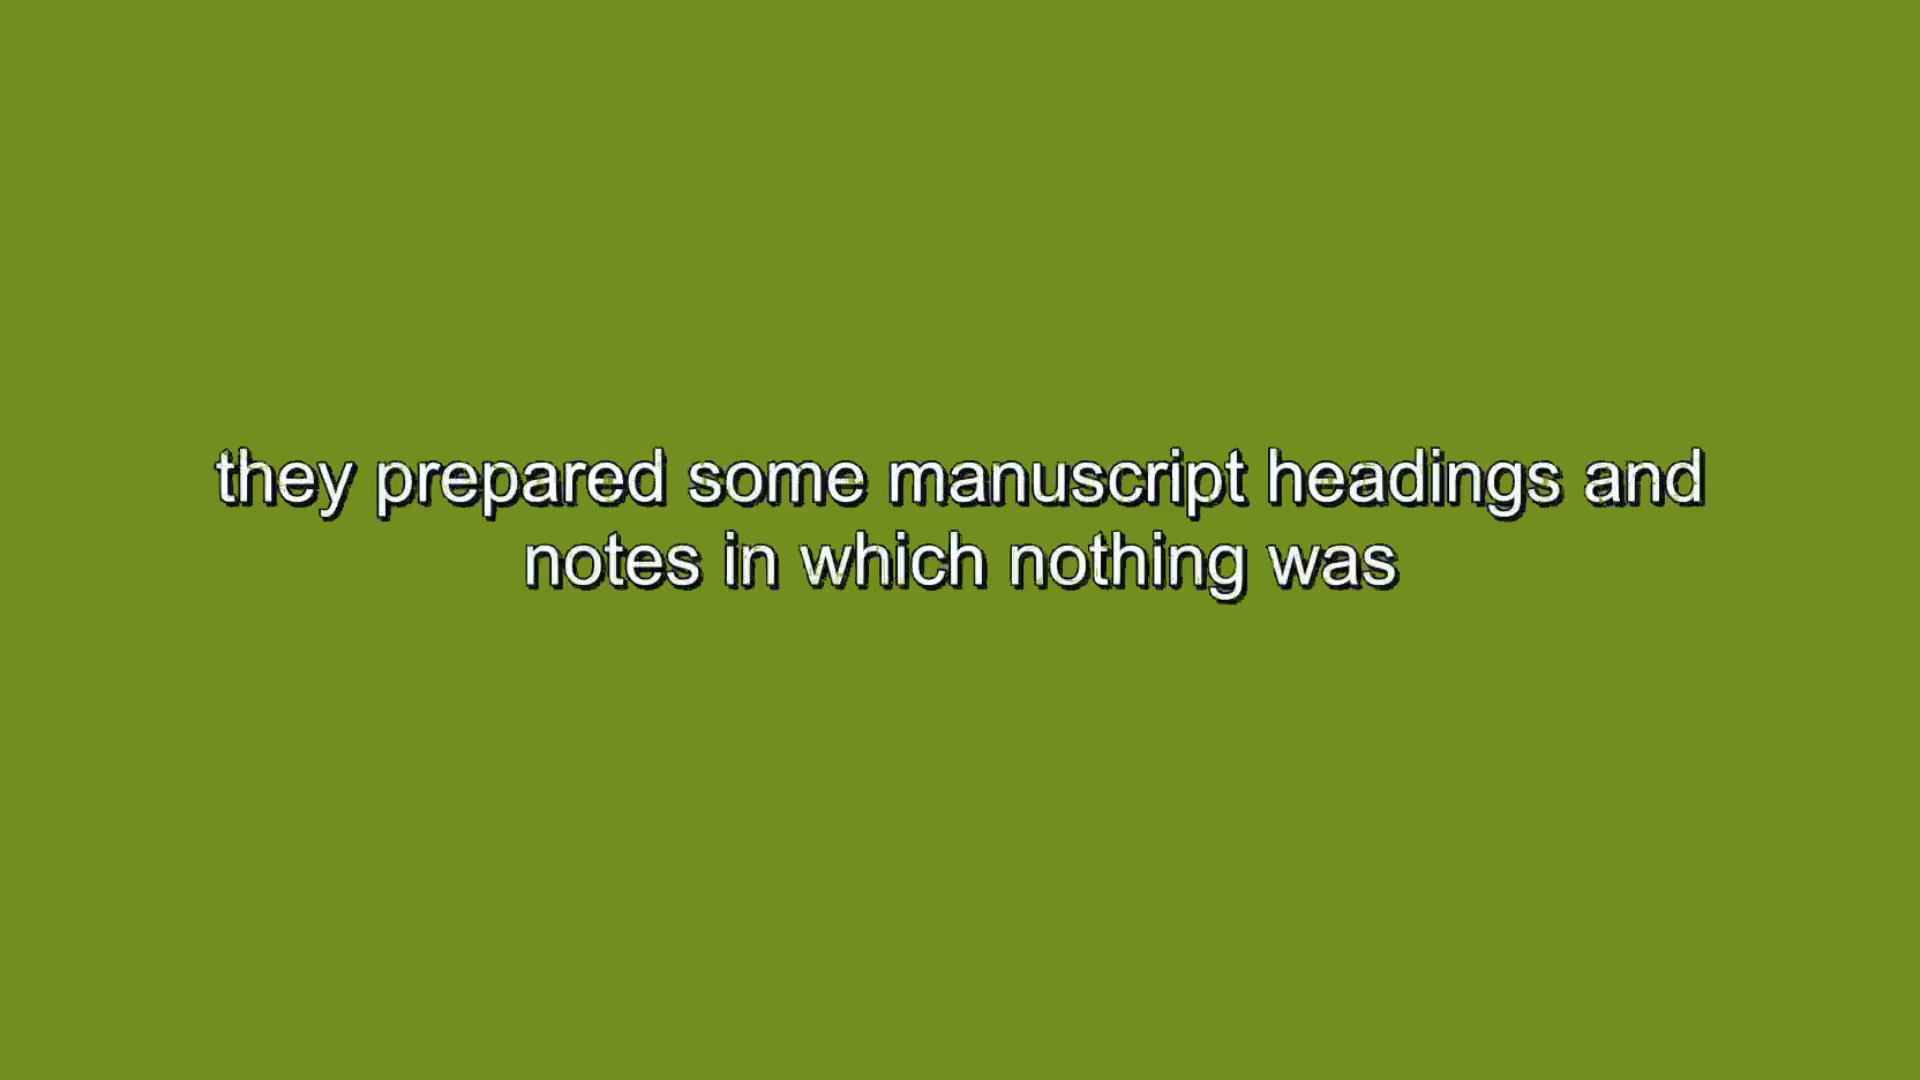 they prepared some manuscript headings and
notes in which nothing was